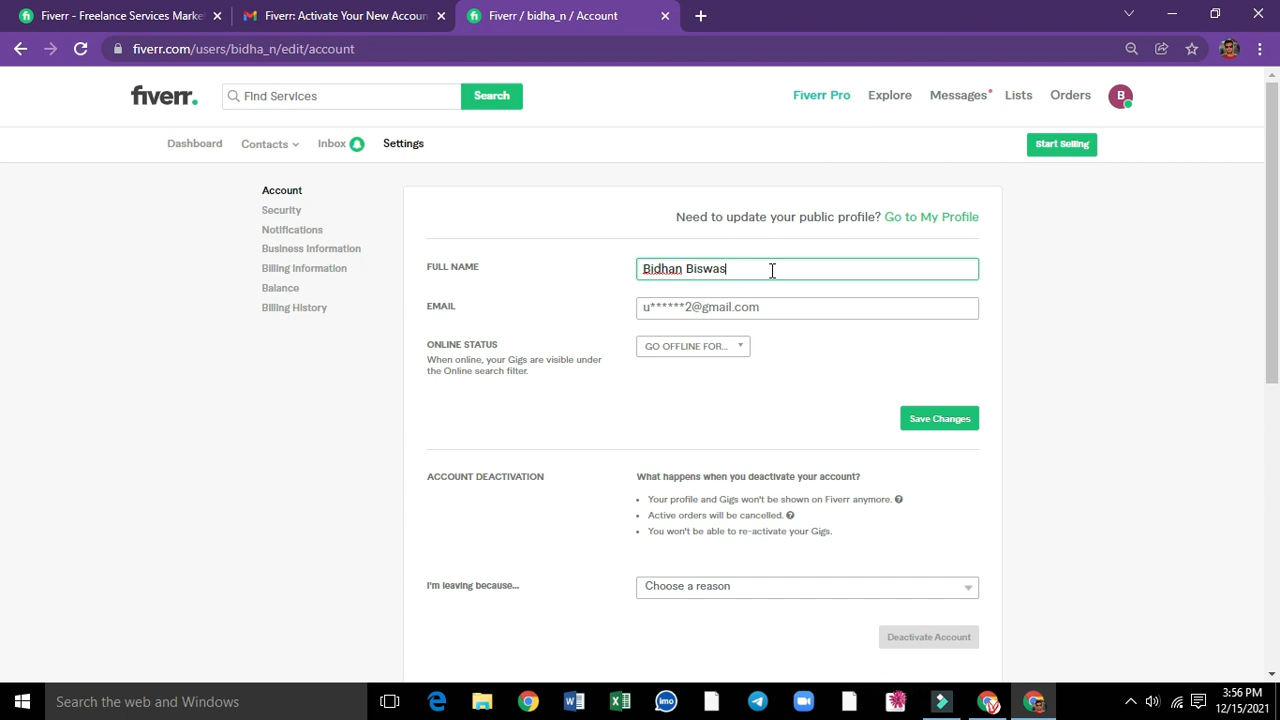 Fiverr - Freelance Services Market
Fiverr: Activate Your New Accoun
Fiverr / bidha_n / Account
fiverr.com/users/bidha_n/edit/account
fiverr.
Find Services
Search
Fiverr Pro
Explore
Messages
Lists
Orders
B
Dashboard
Contacts
Inbox
Settings
Start Selling
Account
Security
Notifications
Business Information
Billing Information
Balance
Billing History
Need to update your public profile? Go to My Profile
FULL NAME
Bidhan Biswas
EMAIL
u******2@gmail.com
ONLINE STATUS
When online, your Gigs are visible under
the Online search filter.
GO OFFLINE FOR...
Save Changes
ACCOUNT DEACTIVATION
What happens when you deactivate your account?
• Your profile and Gigs won't be shown on Fiverr anymore.
• Active orders will be cancelled.
• You won't be able to re-activate your Gigs.
I'm leaving because...
Choose a reason
Deactivate Account
Search the web and Windows
imo
3:56 PM
12/15/2021